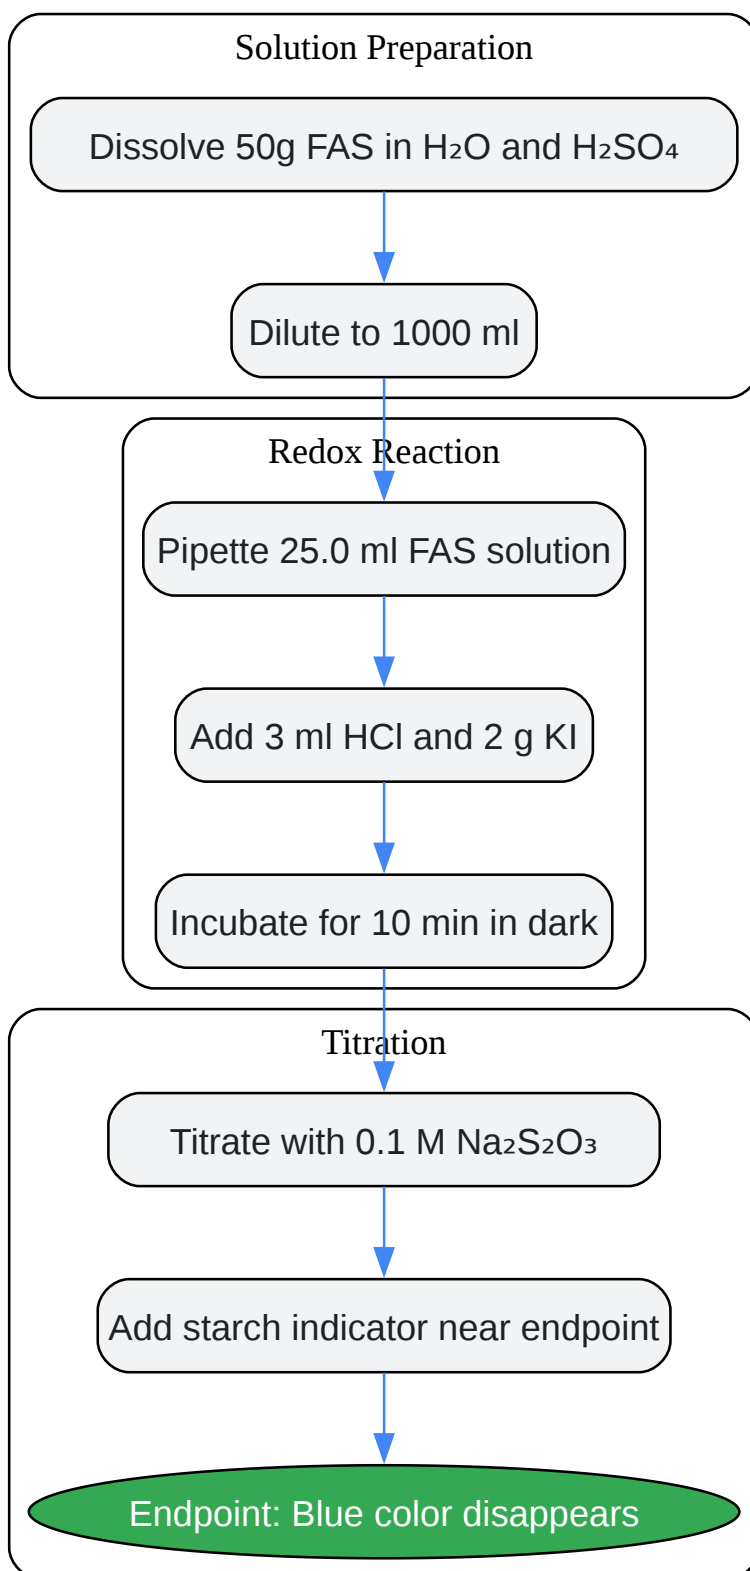 Solution Preparation
Dissolve 50g FAS in H₂O and H₂SO₄
Dilute to 1000 ml
Redox Reaction
Pipette 25.0 ml FAS solution
Add 3 ml HCl and 2 g KI
Incubate for 10 min in dark
Titration
Titrate with 0.1 M Na₂S₂O₃
Add starch indicator near endpoint
Endpoint: Blue color disappears